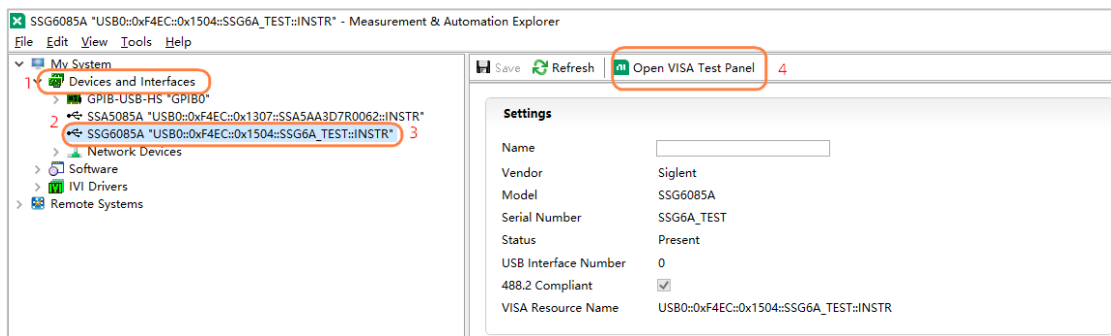 SSG6085A "USB0::0xF4EC::0x1504::SSG6A_TEST::INSTR" - Measurement & Automation Explorer
File Edit View Tools Help
My System
1 Devices and Interfaces
GPIB-USB-HS "GPIB0"
2 SSA5085A "USB0::0xF4EC::0x1307::SSA5AA3D7R0062::INSTR"
SSG6085A "USB0::0xF4EC::0x1504::SSG6A_TEST::INSTR" 3
Network Devices
Software
IVI Drivers
Remote Systems
Save Refresh Open VISA Test Panel 4
Settings
Name
Vendor Siglent
Model SSG6085A
Serial Number SSG6A_TEST
Status Present
USB Interface Number 0
488.2 Compliant
VISA Resource Name USB0::0xF4EC::0x1504::SSG6A_TEST::INSTR